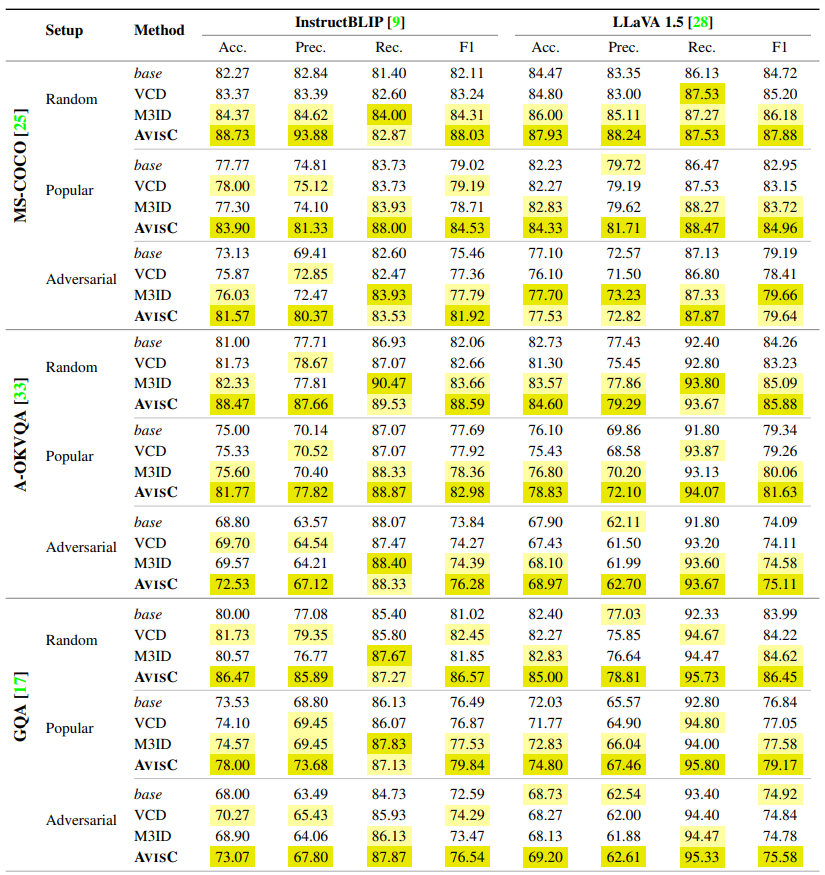 Setup Method InstructBLIP [9] LLaVA 1.5 [28]
Acc. Prec. Rec. F1 Acc. Prec. Rec. F1
MS-COCO [25]
Random
base 82.27 82.84 81.40 82.11 84.47 83.35 86.13 84.72
VCD 83.37 83.39 82.60 83.24 84.80 83.00 87.53 85.20
M3ID 84.37 84.62 84.00 84.31 86.00 85.11 87.27 86.18
AVISC 88.73 93.88 82.87 88.03 87.93 88.24 87.53 87.88
Popular
base 77.77 74.81 83.73 79.02 82.23 79.72 86.47 82.95
VCD 78.00 75.12 83.73 79.19 82.27 79.19 87.53 83.15
M3ID 77.30 74.10 83.93 78.71 82.83 79.62 88.27 83.72
AVISC 83.90 81.33 88.00 84.53 84.33 81.71 88.47 84.96
Adversarial
base 73.13 69.41 82.60 75.46 77.10 72.57 87.13 79.19
VCD 75.87 72.85 82.47 77.36 76.10 71.50 86.80 78.41
M3ID 76.03 72.47 83.93 77.79 77.70 73.23 87.33 79.66
AVISC 81.57 80.37 83.53 81.92 77.53 72.82 87.87 79.64
A-OKVQA [33]
Random
base 81.00 77.71 86.93 82.06 82.73 77.43 92.40 84.26
VCD 81.73 78.67 87.07 82.66 81.30 75.45 92.80 83.23
M3ID 82.33 77.81 90.47 83.66 83.57 77.86 93.80 85.09
AVISC 88.47 87.66 89.53 88.59 84.60 79.29 93.67 85.88
Popular
base 75.00 70.14 87.07 77.69 76.10 69.86 91.80 79.34
VCD 75.33 70.52 87.07 77.92 75.43 68.58 93.87 79.26
M3ID 75.60 70.40 88.33 78.36 76.80 70.20 93.13 80.06
AVISC 81.77 77.82 88.87 82.98 78.83 72.10 94.07 81.63
Adversarial
base 68.80 63.57 88.07 73.84 67.90 62.11 91.80 74.09
VCD 69.70 64.54 87.47 74.27 67.43 61.50 93.20 74.11
M3ID 69.57 64.21 88.40 74.39 68.10 61.99 93.60 74.58
AVISC 72.53 67.12 88.33 76.28 68.97 62.70 93.67 75.11
GQA [17]
Random
base 80.00 77.08 85.40 81.02 82.40 77.03 92.33 83.99
VCD 81.73 79.35 85.80 82.45 82.27 75.85 94.67 84.22
M3ID 80.57 76.77 87.67 81.85 82.83 76.64 94.47 84.62
AVISC 86.47 85.89 87.27 86.57 85.00 78.81 95.73 86.45
Popular
base 73.53 68.80 86.13 76.49 72.03 65.57 92.80 76.84
VCD 74.10 69.45 86.07 76.87 71.77 64.90 94.80 77.05
M3ID 74.57 69.45 87.83 77.53 72.83 66.04 94.00 77.58
AVISC 78.00 73.68 87.13 79.84 74.80 67.46 95.80 79.17
Adversarial
base 68.00 63.49 84.73 72.59 68.73 62.54 93.40 74.92
VCD 70.27 65.43 85.93 74.29 68.27 62.00 94.40 74.84
M3ID 68.90 64.06 86.13 73.47 68.13 61.88 94.47 74.78
AVISC 73.07 67.80 87.87 76.54 69.20 62.61 95.33 75.58